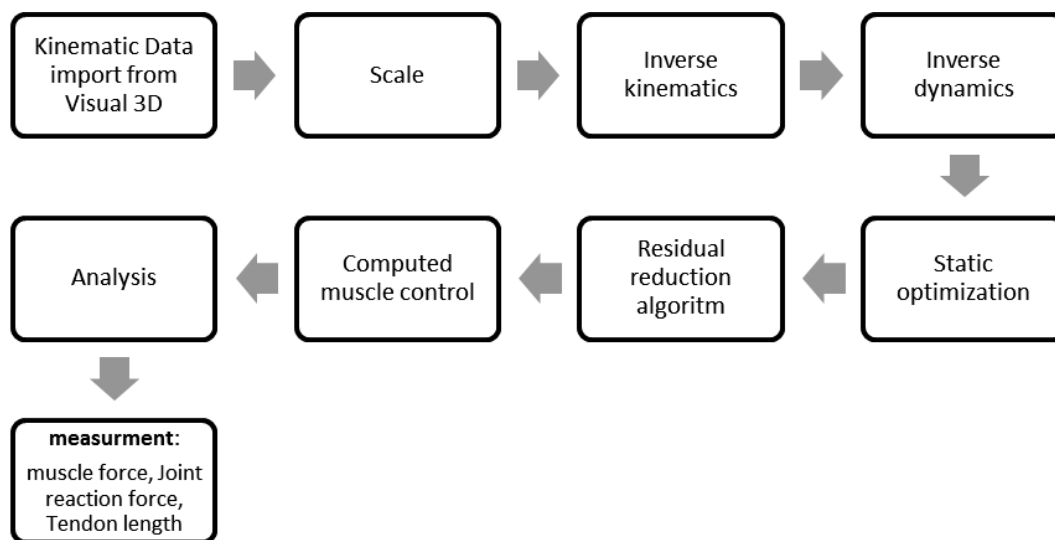 Kinematic Data
import from
Visual 3D
Scale
Inverse
kinematics
Inverse
dynamics
Static
optimization
Residual
reduction
algoritm
Computed
muscle control
Analysis
measurment:
muscle force, Joint
reaction force,
Tendon length